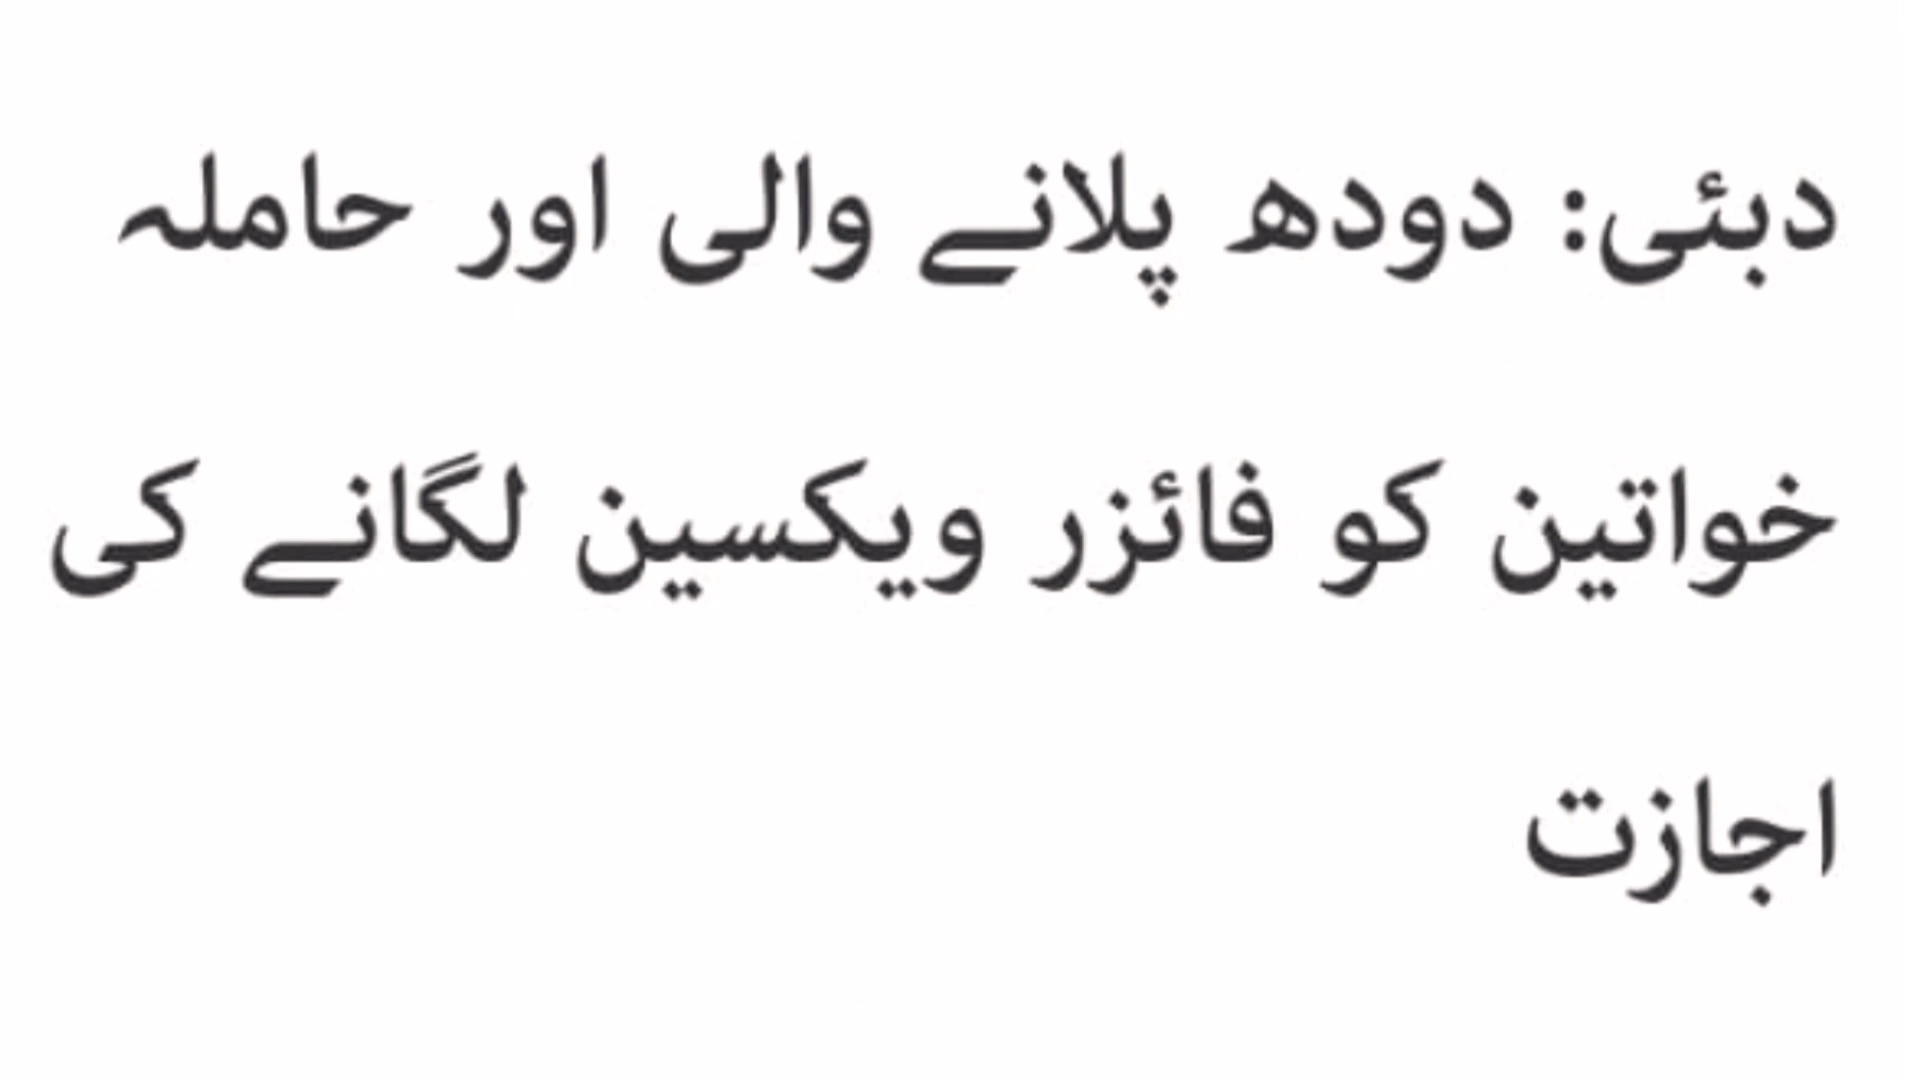 دبئی: دودھ پلانے والی اور حاملہ
خواتین کو فائزر ویکسین لگانے کی
اجازت